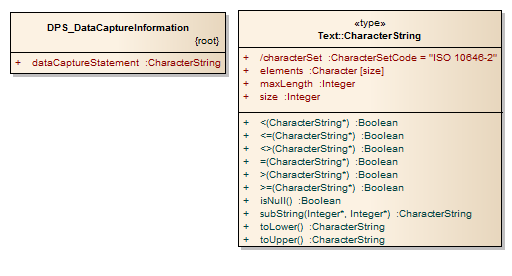 DPS_DataCaptureInformation
{root}
+ dataCaptureStatement :CharacterString
«type»
Text::CharacterString
+ /characterSet :CharacterSetCode = "ISO 10646-2"
+ elements :Character [size]
+ maxLength :Integer
+ size :Integer
+ <(CharacterString*) :Boolean
+ <=(CharacterString*) :Boolean
+ <>(CharacterString*) :Boolean
+ =(CharacterString*) :Boolean
+ >(CharacterString*) :Boolean
+ >=(CharacterString*) :Boolean
+ isNull() :Boolean
+ subString(Integer*, Integer*) :CharacterString
+ toLower() :CharacterString
+ toUpper() :CharacterString